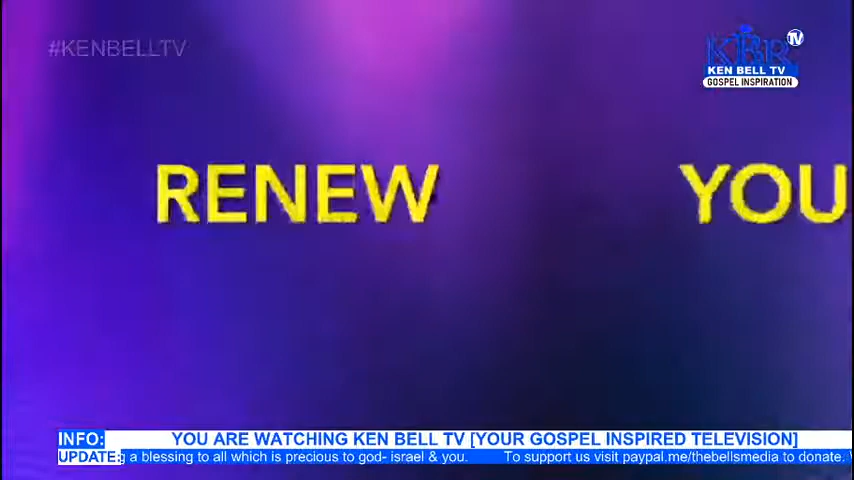 #KENBELLTV
KBR TV
KEN BELL TV
GOSPEL INSPIRATION
RENEW YOU
INFO: YOU ARE WATCHING KEN BELL TV [YOUR GOSPEL INSPIRED TELEVISION]
UPDATE: g a blessing to all which is precious to god- israel & you. To support us visit paypal.me/thebellsmedia to donate.